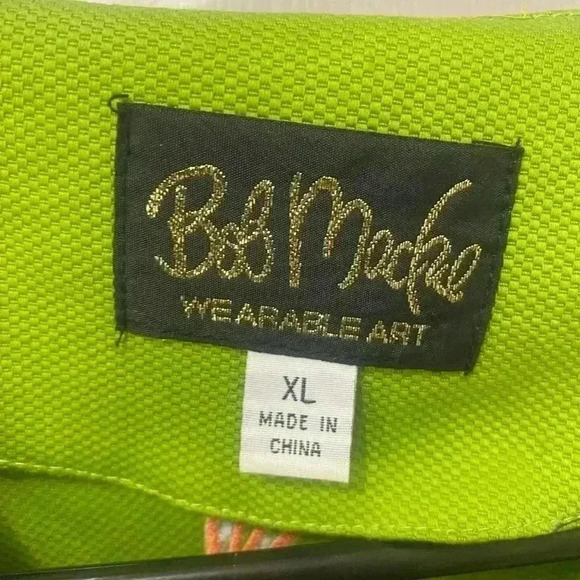 Bob Mackie
WEARABLE ART
XL
MADE IN
CHINA